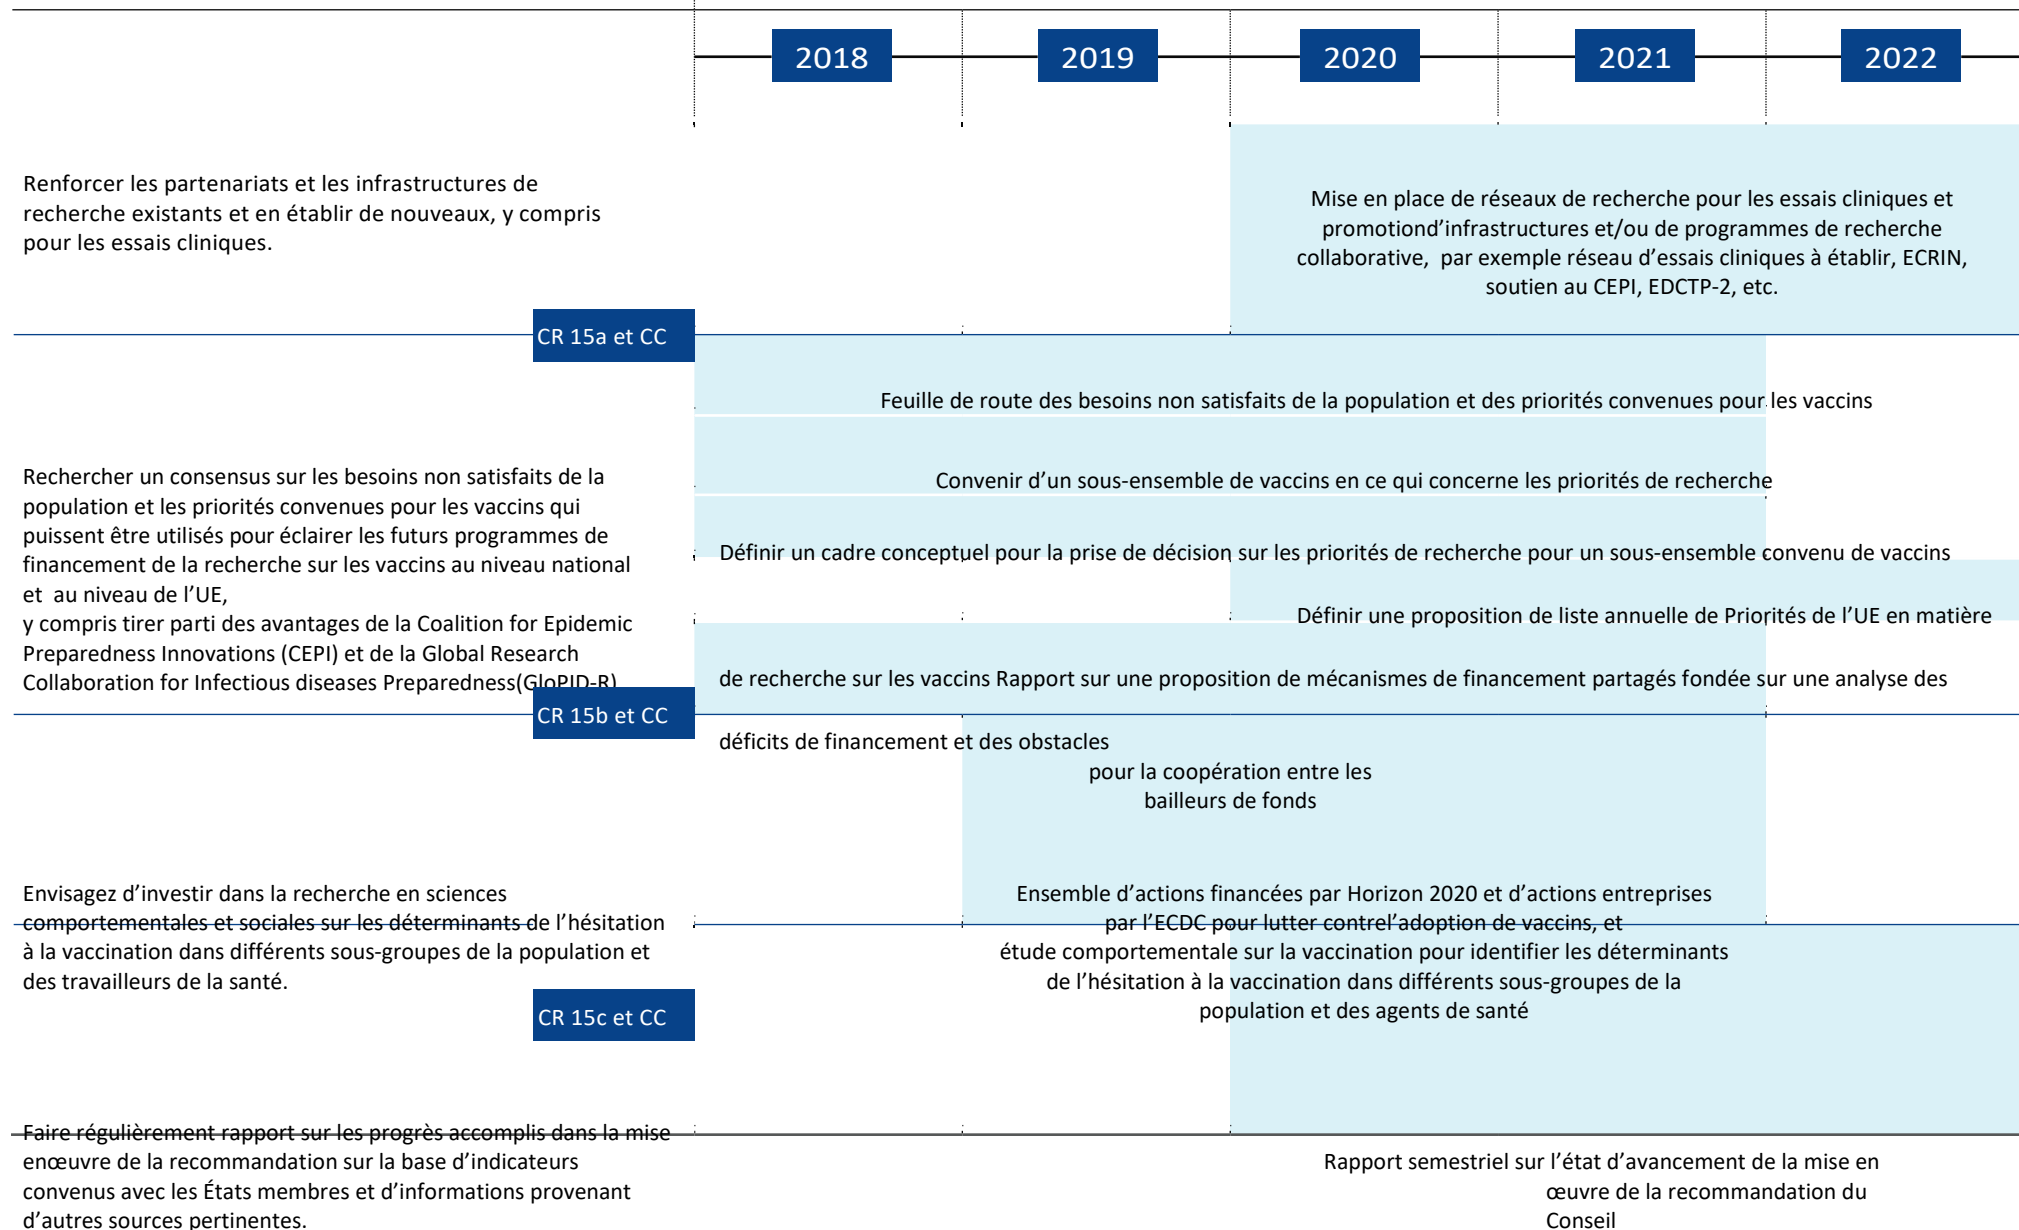 2018
2019
2020
2021
2022
Renforcer les partenariats et les infrastructures de
recherche existants et en établir de nouveaux, y compris
pour les essais cliniques.
Mise en place de réseaux de recherche pour les essais cliniques et
promotiond’infrastructures et/ou de programmes de recherche
collaborative, par exemple réseau d’essais cliniques à établir, ECRIN,
soutien au CEPI, EDCTP-2, etc.
CR 15a et CC
Feuille de route des besoins non satisfaits de la population et des priorités convenues pour les vaccins
Rechercher un consensus sur les besoins non satisfaits de la
population et les priorités convenues pour les vaccins qui
puissent être utilisés pour éclairer les futurs programmes de
financement de la recherche sur les vaccins au niveau national
et au niveau de l’UE,
y compris tirer parti des avantages de la Coalition for Epidemic
Preparedness Innovations (CEPI) et de la Global Research
Collaboration for Infectious diseases Preparedness(GloPID-R)
CR 15b et CC
Convenir d’un sous-ensemble de vaccins en ce qui concerne les priorités de recherche
Définir un cadre conceptuel pour la prise de décision sur les priorités de recherche pour un sous-ensemble convenu de vaccins
Définir une proposition de liste annuelle de Priorités de l’UE en matière
de recherche sur les vaccins Rapport sur une proposition de mécanismes de financement partagés fondée sur une analyse des
déficits de financement et des obstacles
pour la coopération entre les
bailleurs de fonds
Envisagez d’investir dans la recherche en sciences
comportementales et sociales sur les déterminants de l’hésitation
à la vaccination dans différents sous-groupes de la population et
des travailleurs de la santé.
CR 15c et CC
Ensemble d’actions financées par Horizon 2020 et d’actions entreprises
par l’ECDC pour lutter contrel’adoption de vaccins, et
étude comportementale sur la vaccination pour identifier les déterminants
de l’hésitation à la vaccination dans différents sous-groupes de la
population et des agents de santé
Faire régulièrement rapport sur les progrès accomplis dans la mise
enœuvre de la recommandation sur la base d’indicateurs
convenus avec les États membres et d’informations provenant
d’autres sources pertinentes.
Rapport semestriel sur l’état d’avancement de la mise en
œuvre de la recommandation du
Conseil